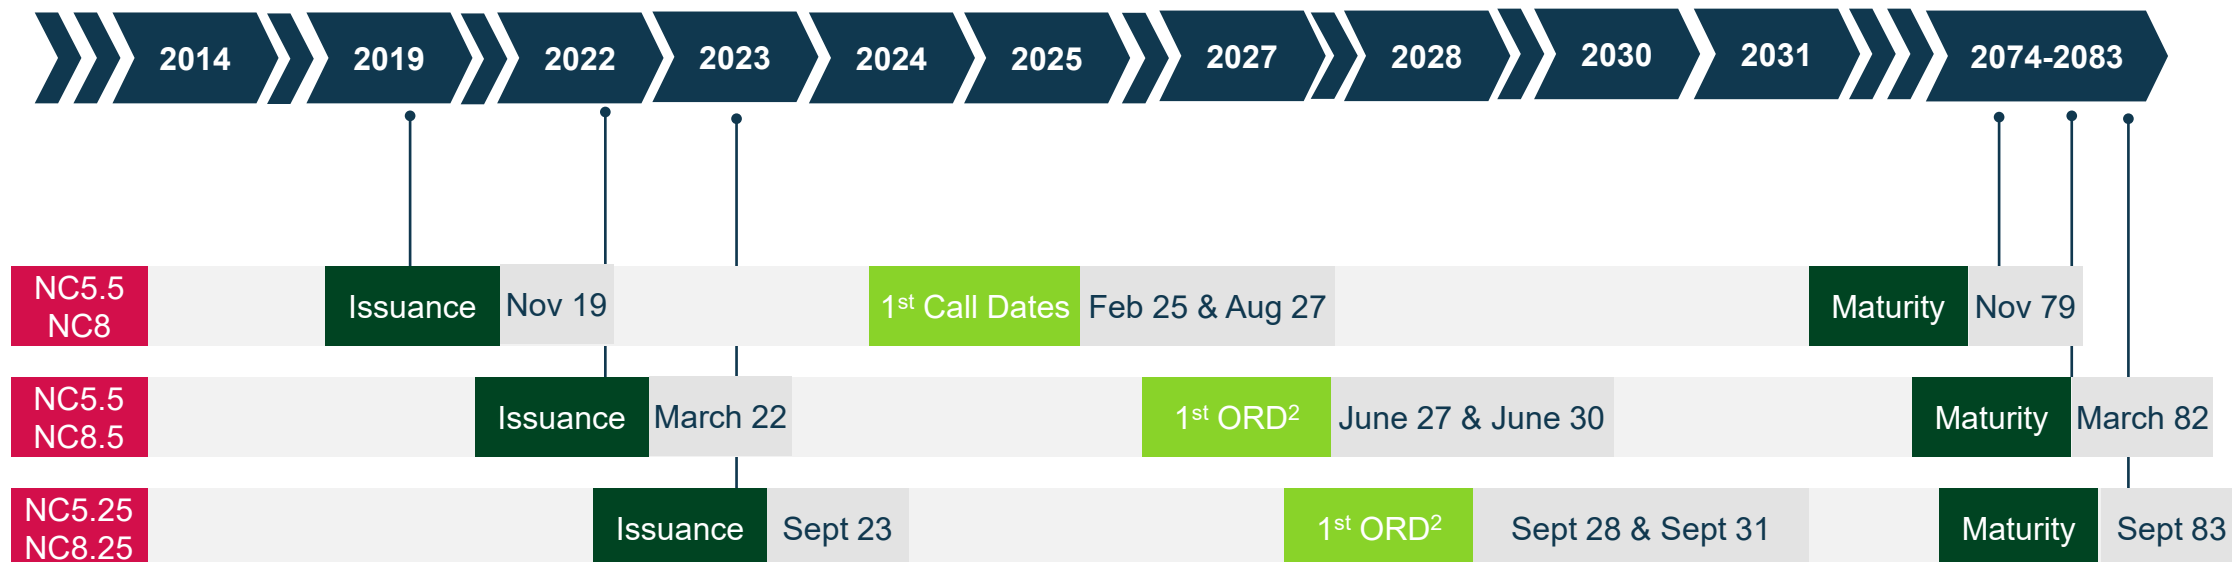 2014 2019 2022 2023 2024 2025 2027 2028 2030 2031 2074-2083
NC5.5
NC8
Issuance Nov 19 1st Call Dates Feb 25 & Aug 27 Maturity Nov 79
NC5.5
NC8.5
Issuance March 22 1st ORD2 June 27 & June 30 Maturity March 82
NC5.25
NC8.25
Issuance Sept 23 1st ORD2 Sept 28 & Sept 31 Maturity Sept 83